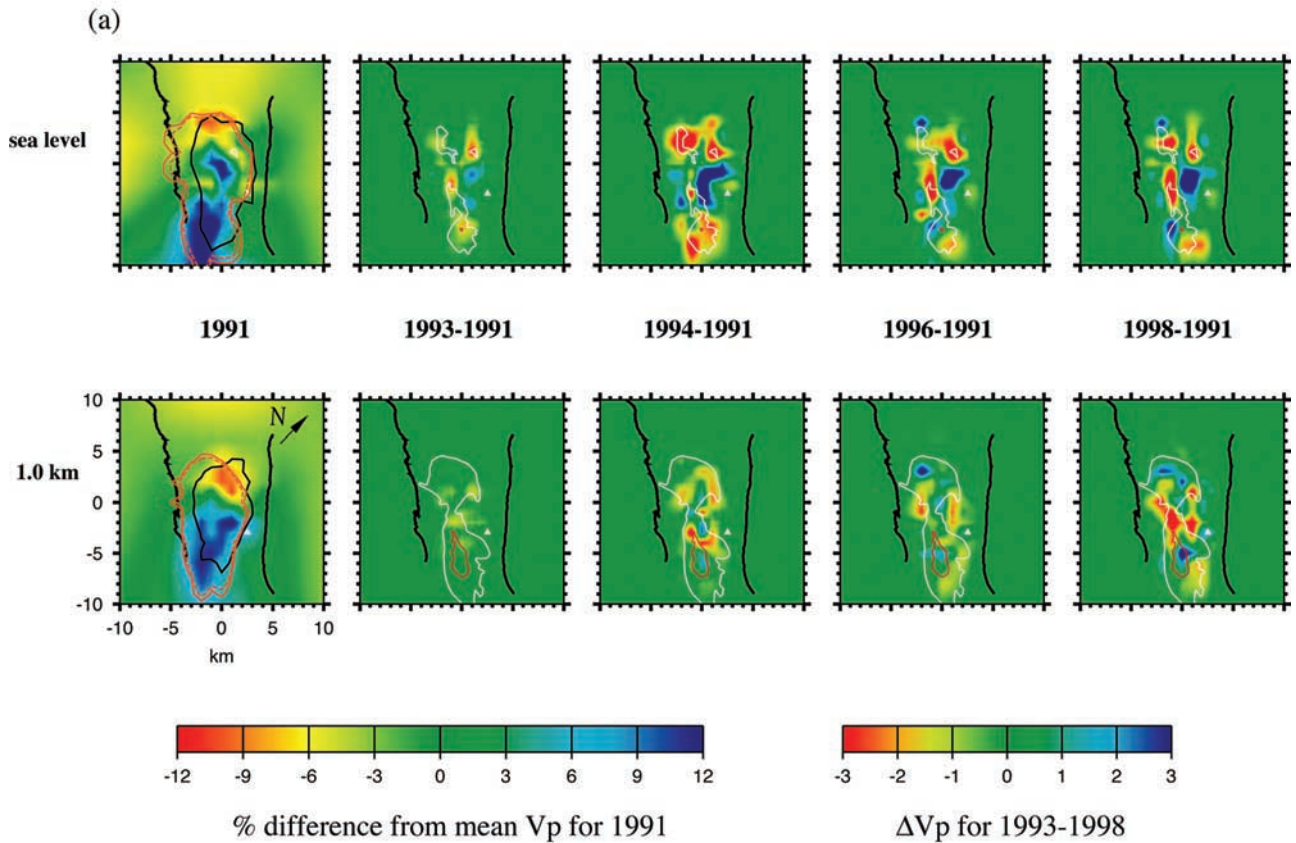 (a)
sea level
1991 1993-1991 1994-1991 1996-1991 1998-1991
10
N
5
1.0 km
0
-5
-10
-10 -5 0 5 10
km
-12 -9 -6 -3 0 3 6 9 12 -3 -2 -1 0 1 2 3
% difference from mean Vp for 1991 ΔVp for 1993-1998